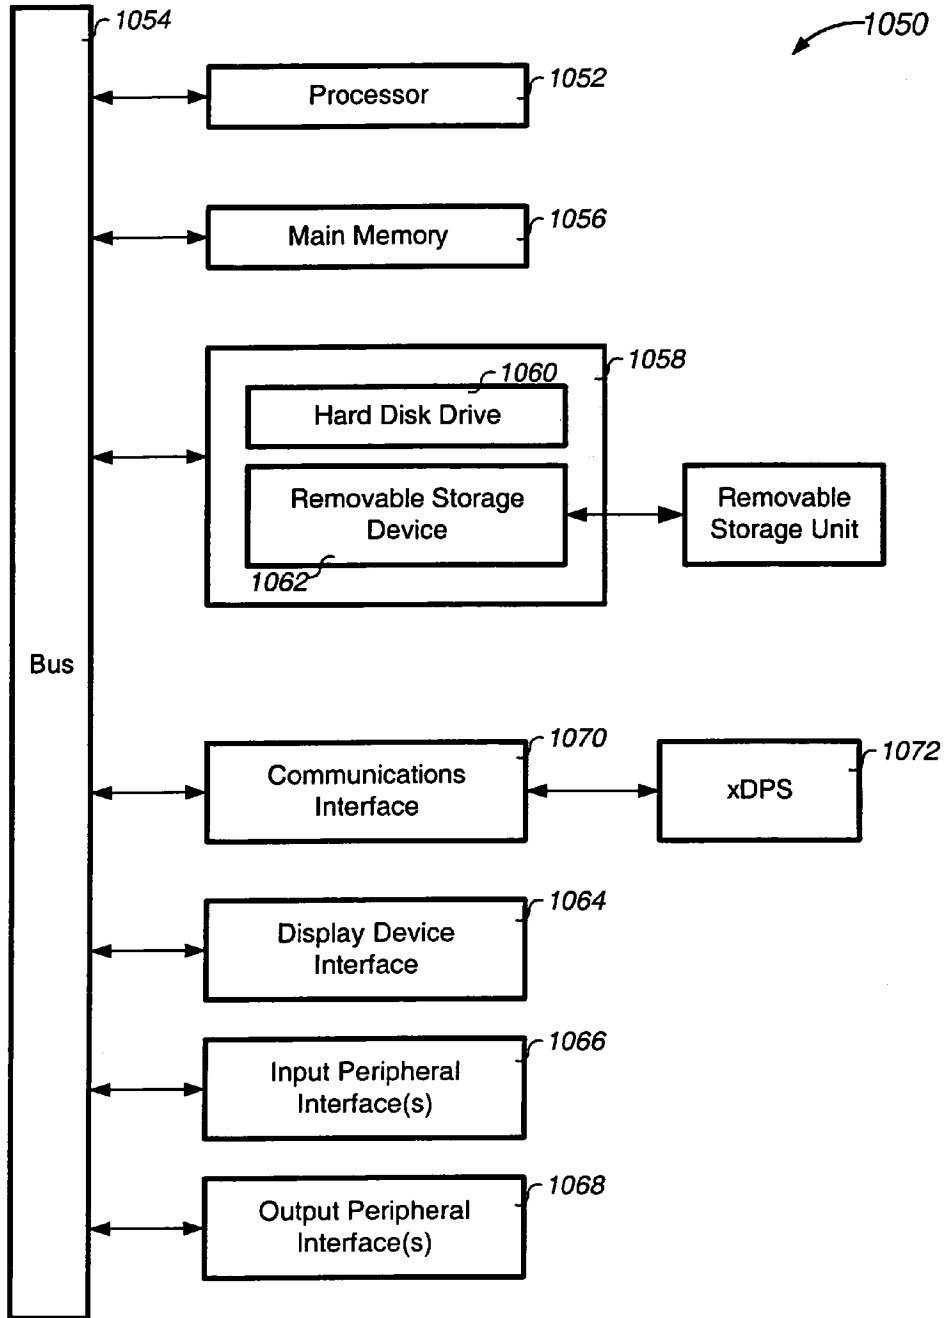 1054
1050
1052
Processor
1056
Main Memory
1058
1060
Hard Disk Drive
Removable Storage
Device
1062
Removable
Storage Unit
Bus
1070
Communications
Interface
1072
xDPS
1064
Display Device
Interface
1066
Input Peripheral
Interface(s)
1068
Output Peripheral
Interface(s)